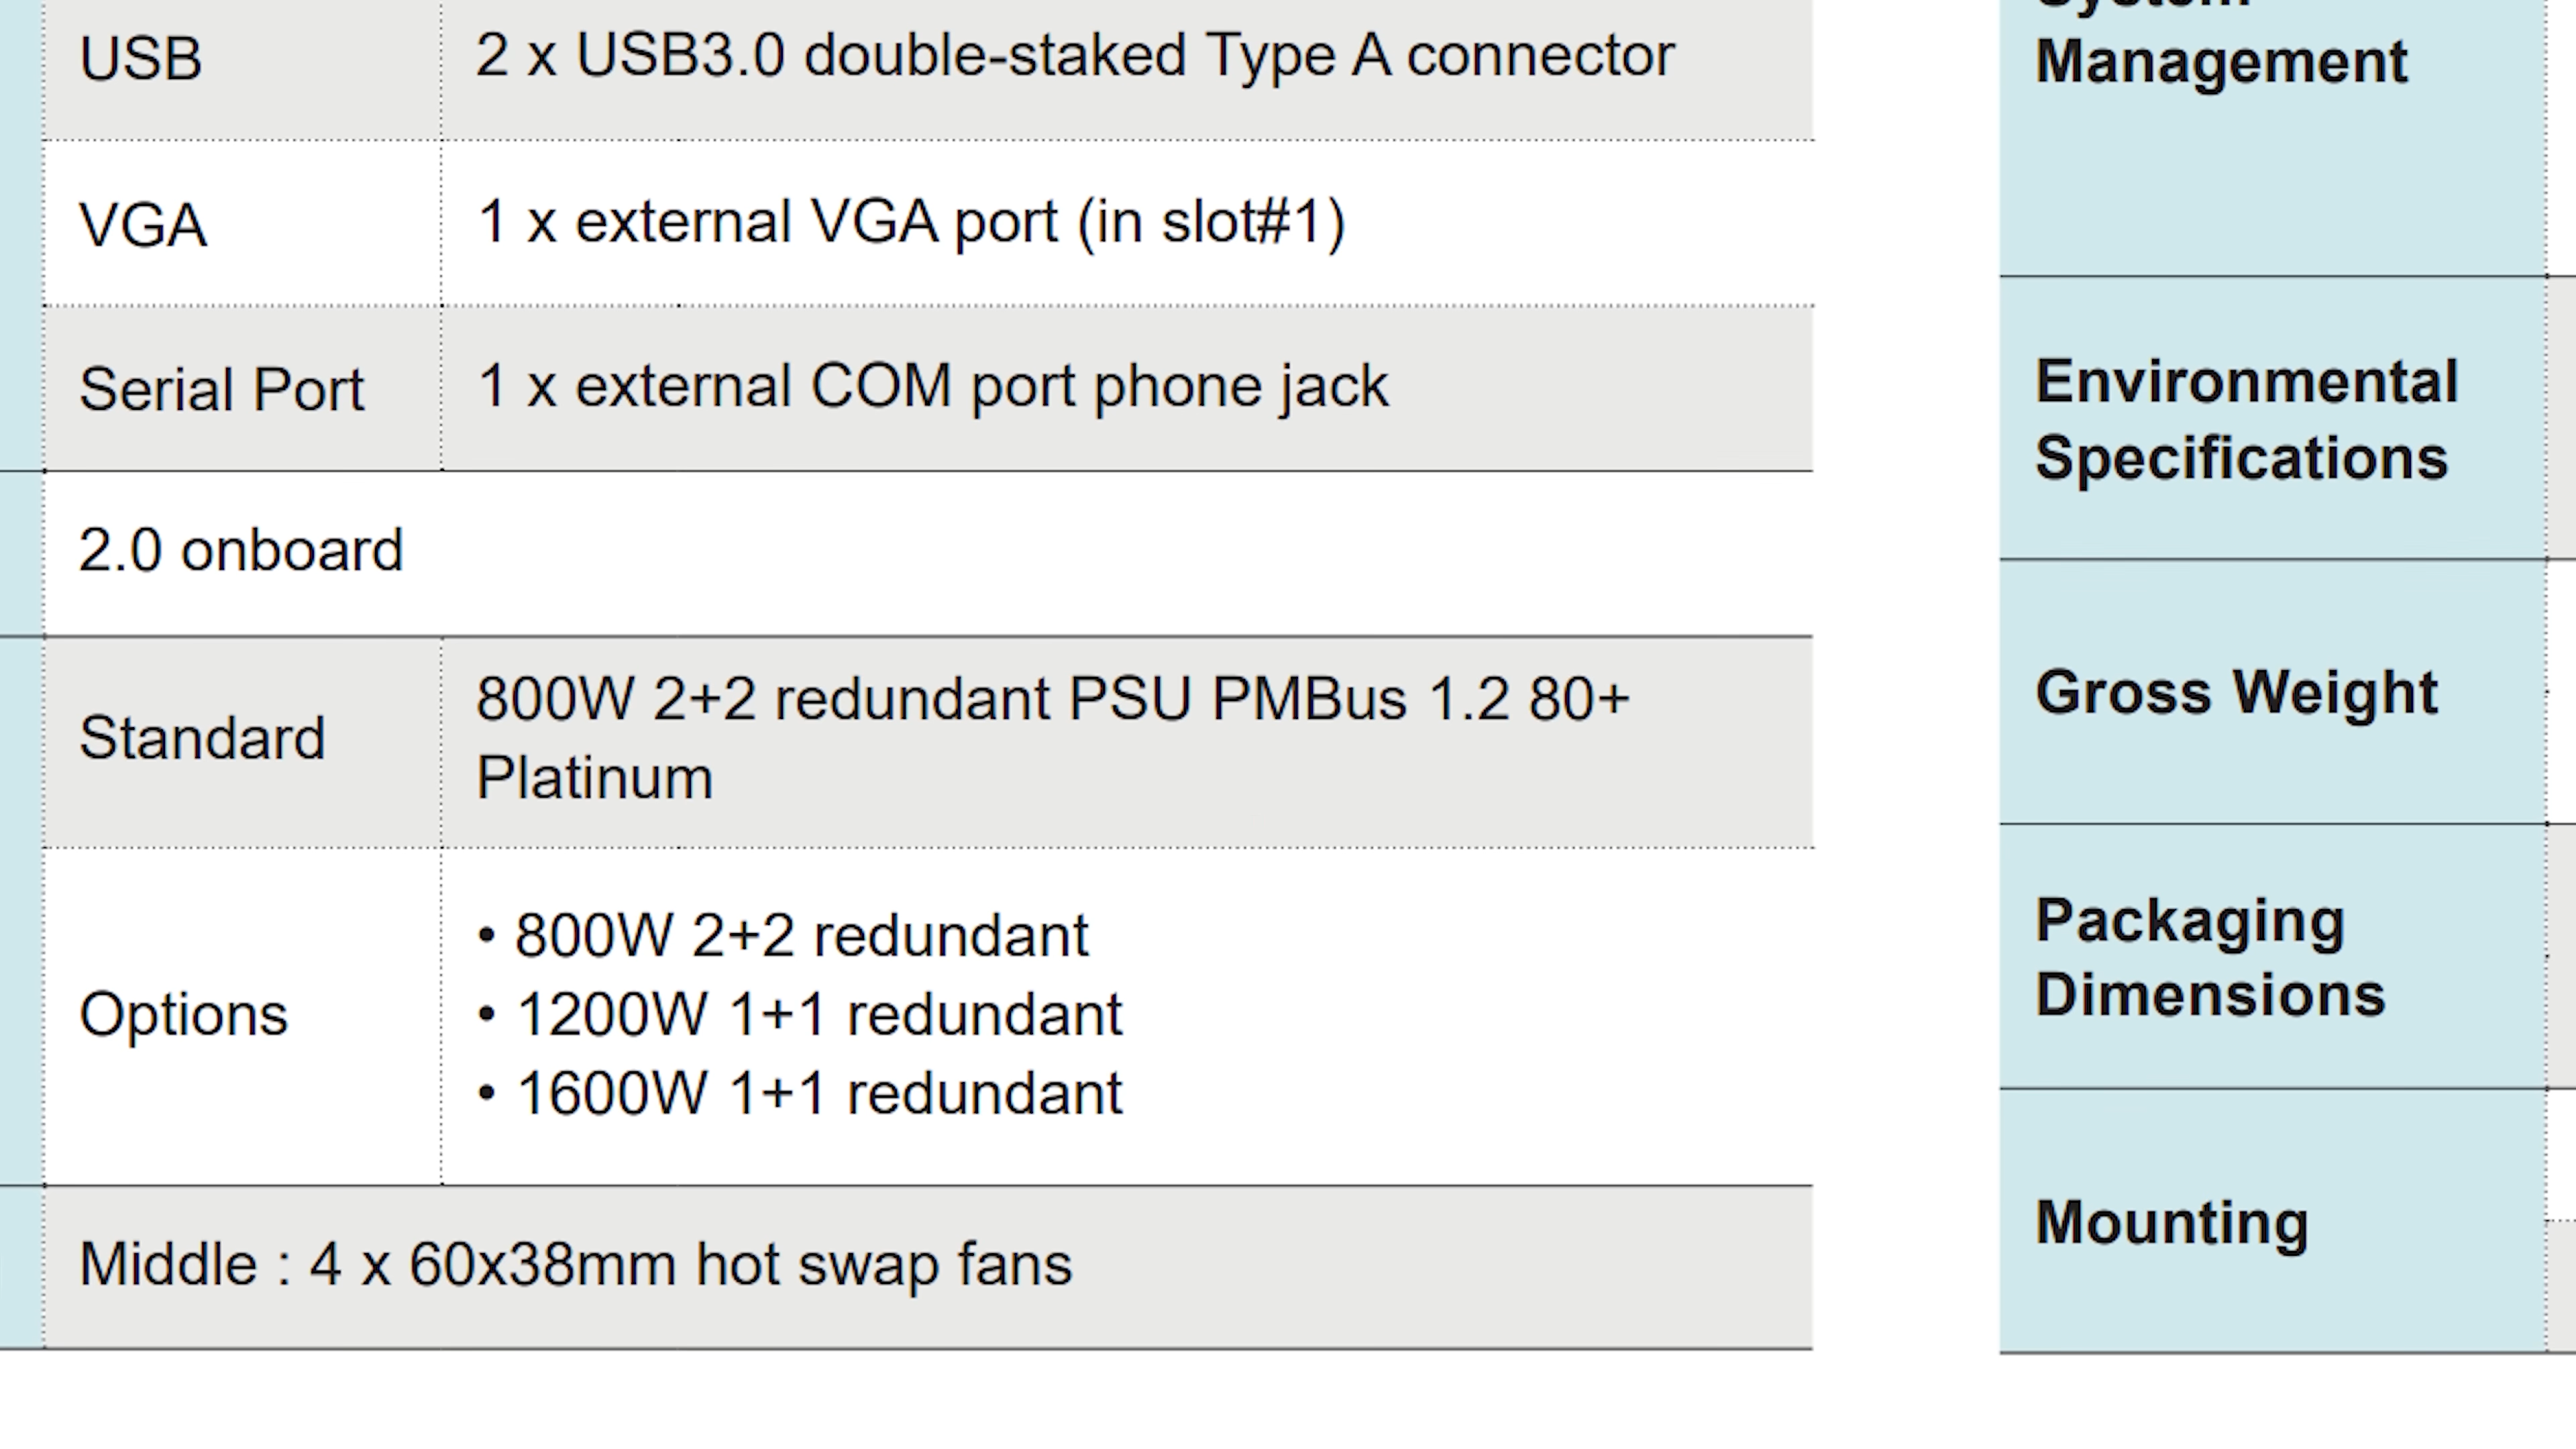 USB
2 x USB3.0 double-staked Type A connector
VGA
1 x external VGA port (in slot#1)
Serial Port
1 x external COM port phone jack
2.0 onboard
Standard
800W 2+2 redundant PSU PMBus 1.2 80+
Platinum
Options
• 800W 2+2 redundant
• 1200W 1+1 redundant
• 1600W 1+1 redundant
Middle : 4 x 60x38mm hot swap fans
System
Management
Environmental
Specifications
Gross Weight
Packaging
Dimensions
Mounting